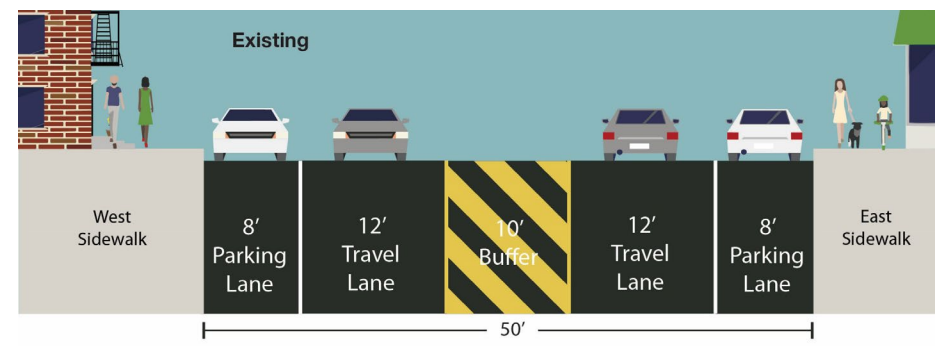 Existing
West
Sidewalk
8’
Parking
Lane
12’
Travel
Lane
10’
Buffer
12’
Travel
Lane
8’
Parking
Lane
East
Sidewalk
50’